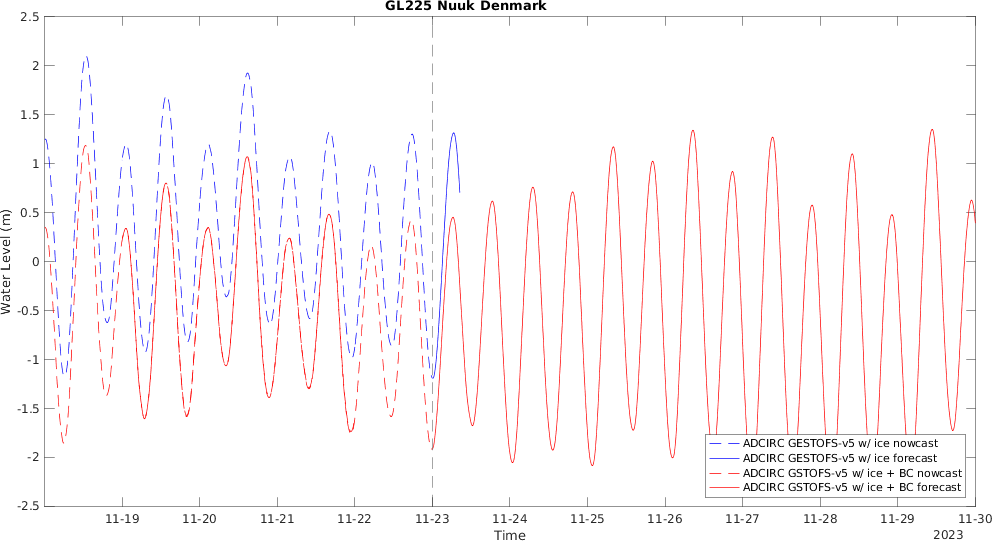 GL225 Nuuk Denmark
2.5
2
1.5
1
0.5
0
-0.5
-1
-1.5
-2
-2.5
Water Level (m)
ADCIRC GESTOFS-v5 w/ ice nowcast
ADCIRC GESTOFS-v5 w/ ice forecast
ADCIRC GSTOFS-v5 w/ ice + BC nowcast
ADCIRC GSTOFS-v5 w/ ice + BC forecast
11-19 11-20 11-21 11-22 11-23 11-24 11-25 11-26 11-27 11-28 11-29 11-30
Time
2023